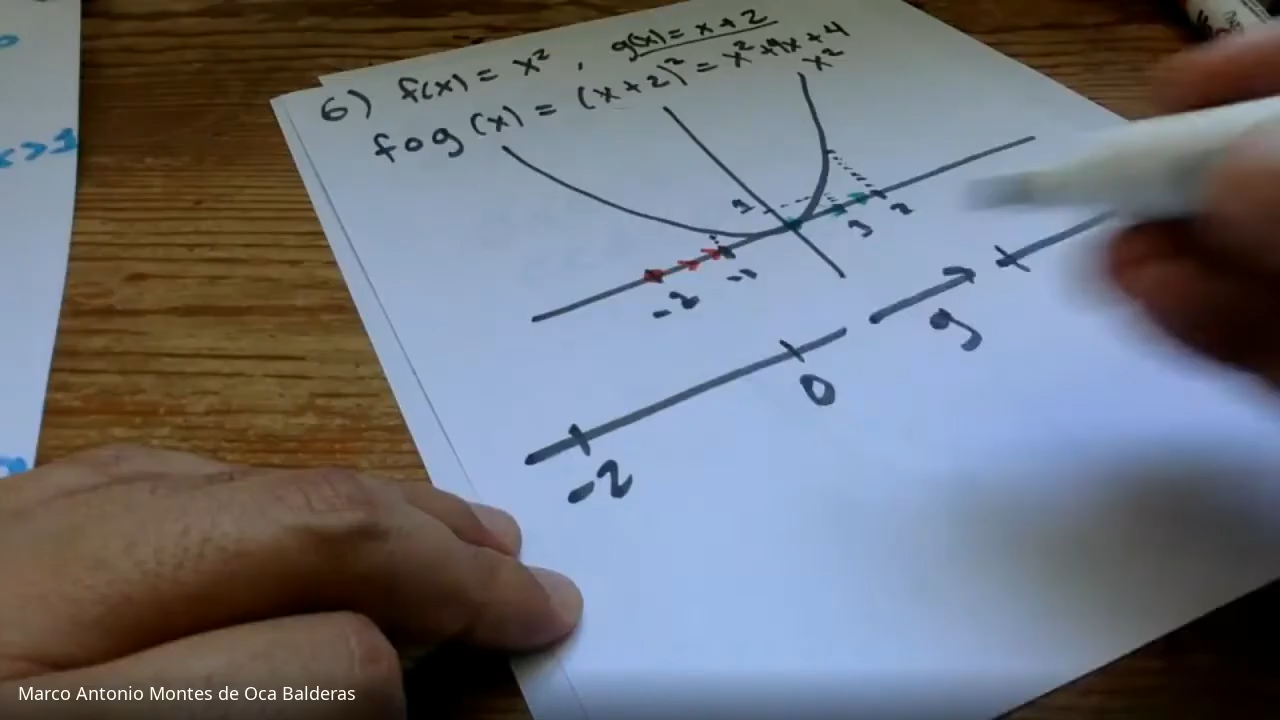 6) f(x) = x² , g(x) = x + 2
fog (x) = (x+2)² = x² + 4x + 4
x²
1
-2 -1 1 2
-2 0 g
Marco Antonio Montes de Oca Balderas